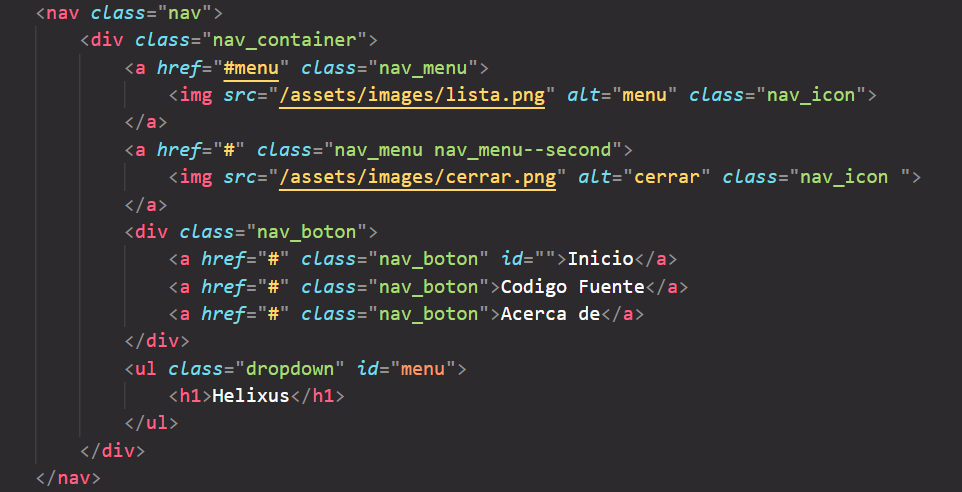 <nav class="nav">
<div class="nav_container">
<a href="#menu" class="nav_menu">
<img src="/assets/images/lista.png" alt="menu" class="nav_icon">
</a>
<a href="#" class="nav_menu nav_menu--second">
<img src="/assets/images/cerrar.png" alt="cerrar" class="nav_icon ">
</a>
<div class="nav_boton">
<a href="#" class="nav_boton" id="">Inicio</a>
<a href="#" class="nav_boton">Codigo Fuente</a>
<a href="#" class="nav_boton">Acerca de</a>
</div>
<ul class="dropdown" id="menu">
<h1>Helixus</h1>
</ul>
</div>
</nav>